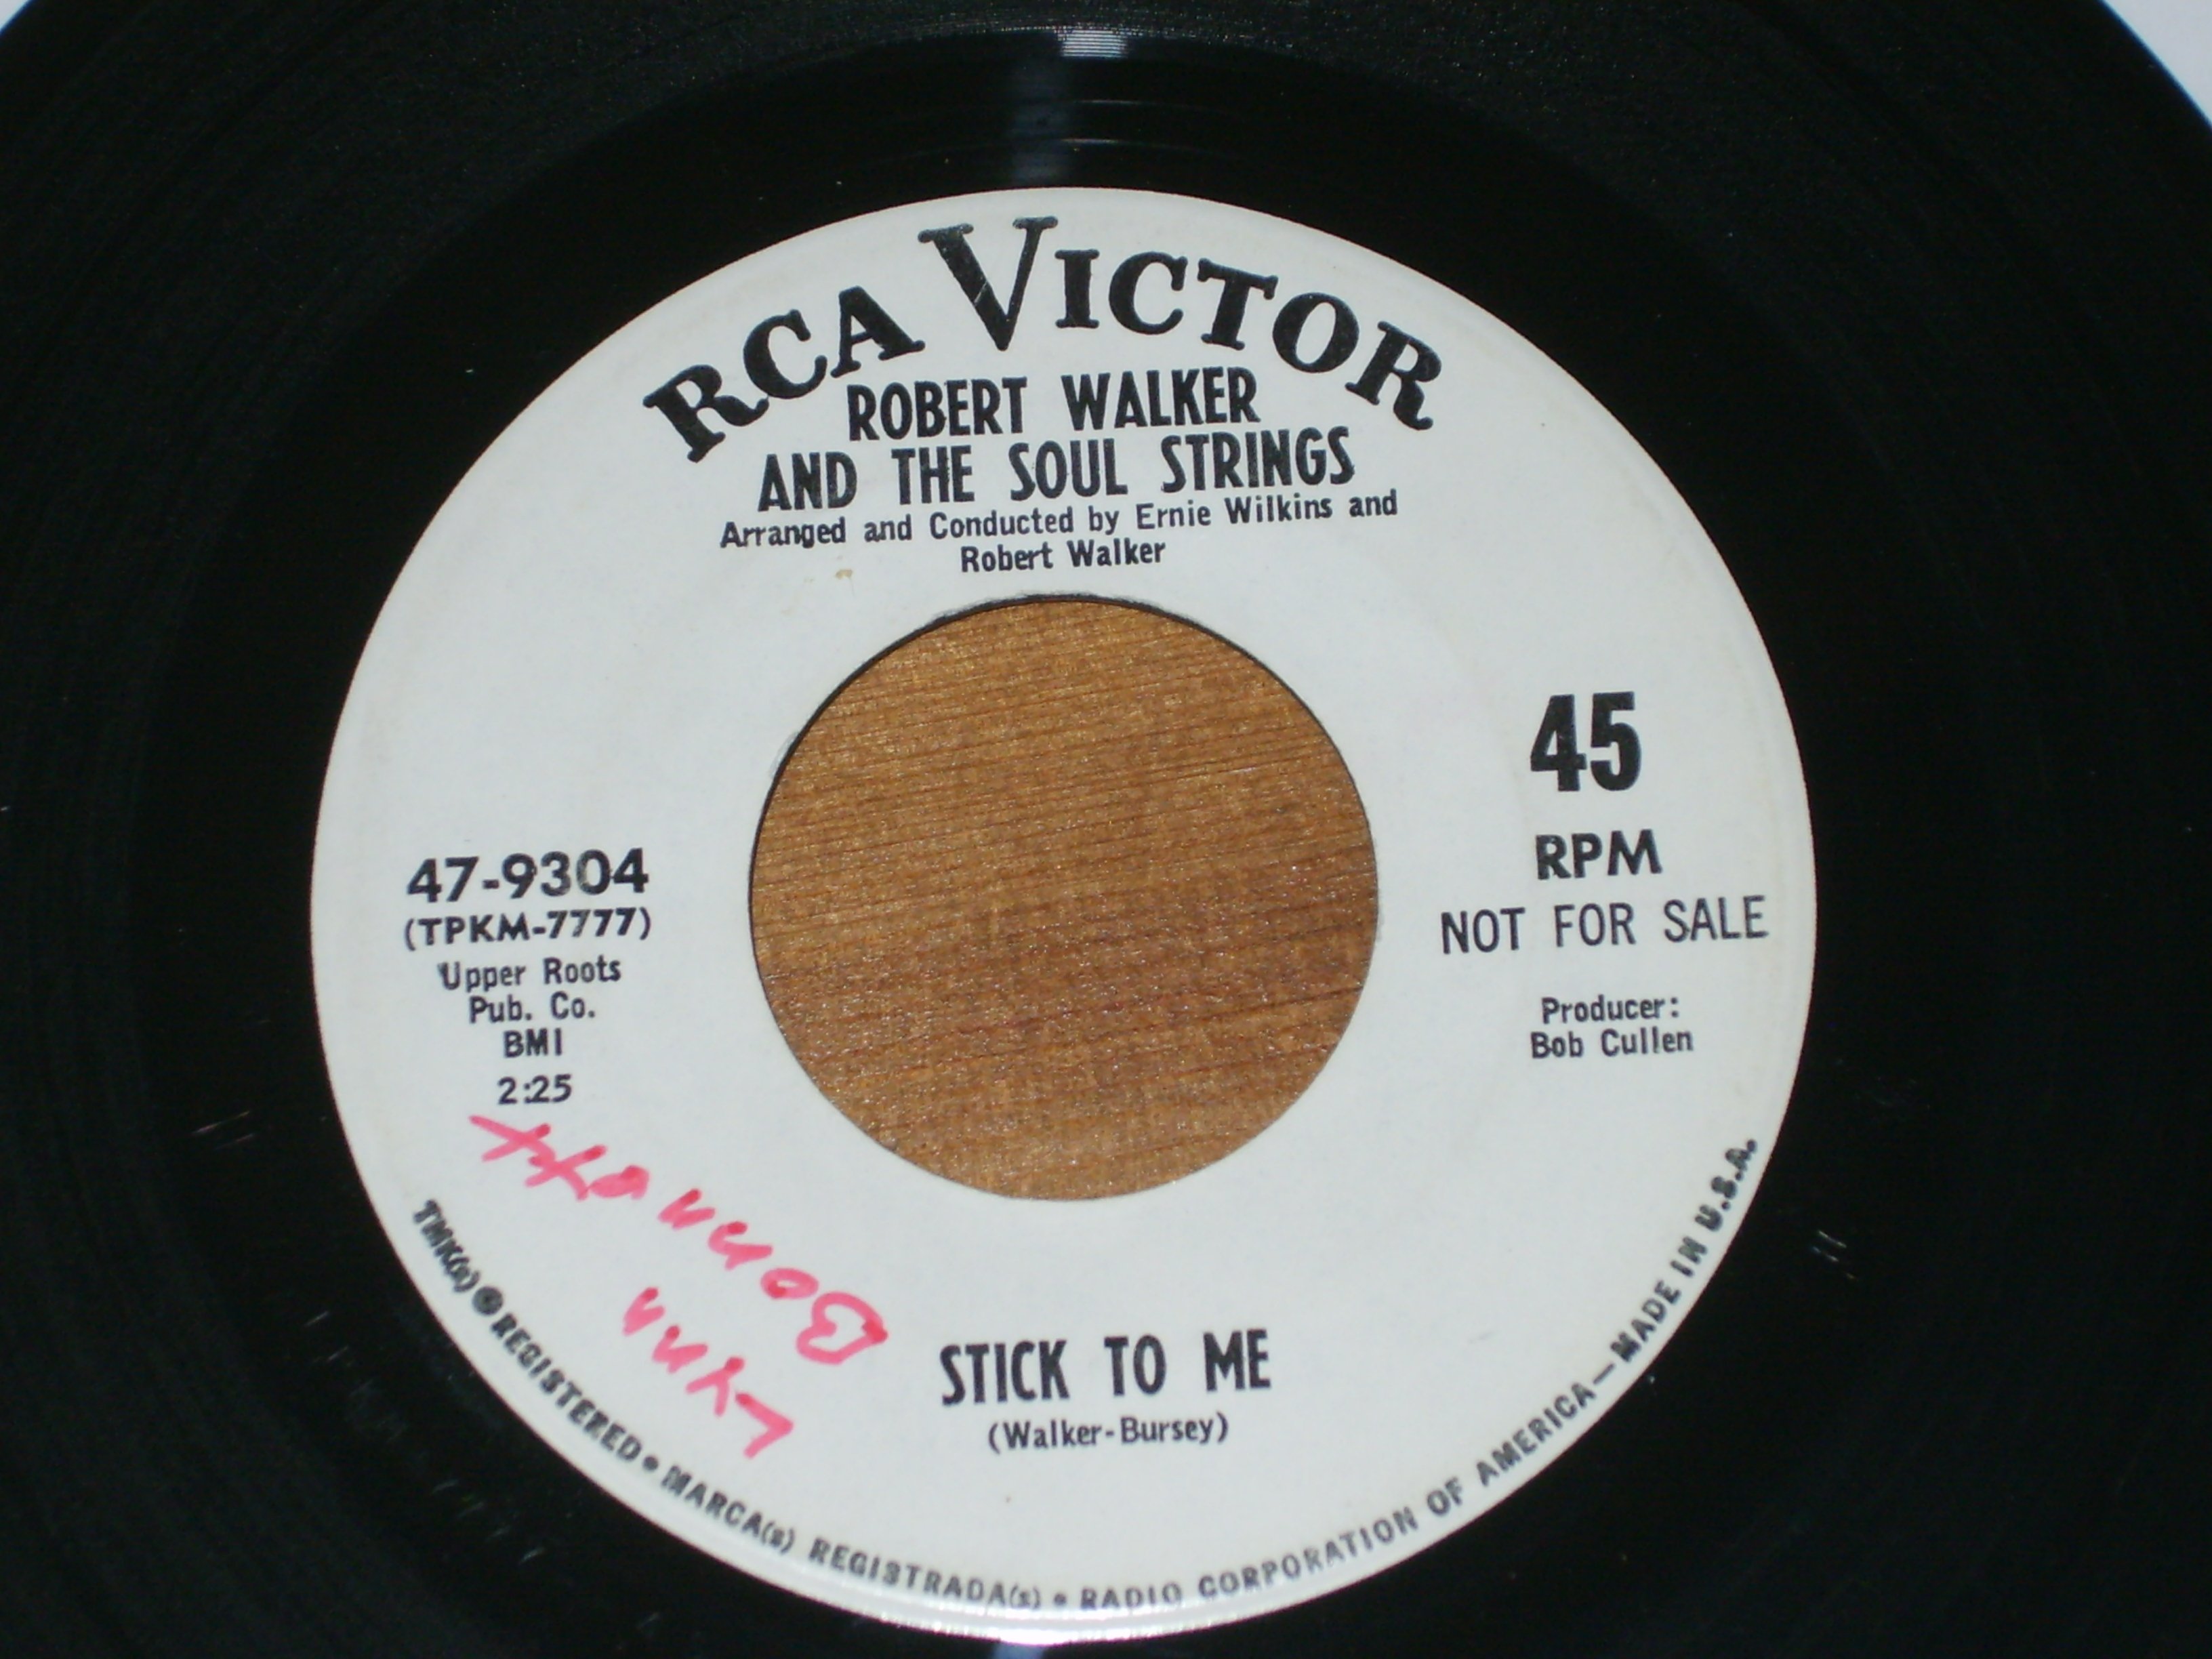 RCA VICTOR
ROBERT WALKER
AND THE SOUL STRINGS
Arranged and Conducted by Ernie Wilkins and
Robert Walker
45
RPM
NOT FOR SALE
Producer:
Bob Cullen
47-9304
(TPKM-7777)
Upper Roots
Pub. Co.
BMI
2:25
Lynn
STICK TO ME
(Walker-Bursey)
TMK(s) ® REGISTERED • MARCA(s) REGISTRADA(s) • RADIO CORPORATION OF AMERICA—MADE IN U.S.A.